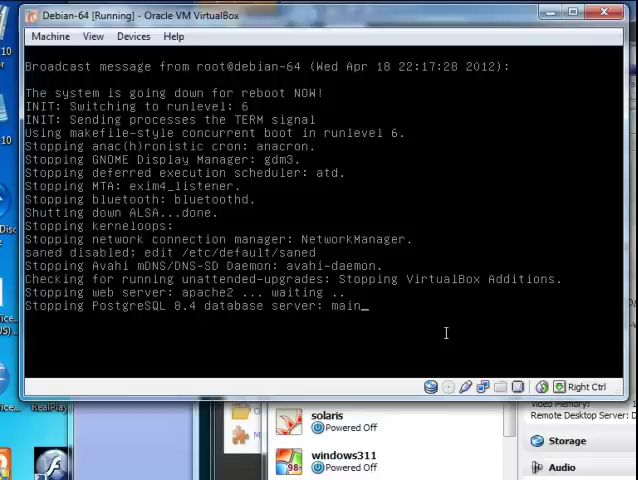 Debian-64 [Running] - Oracle VM VirtualBox
Machine View Devices Help
Broadcast message from root@debian-64 (Wed Apr 18 22:17:28 2012):
The system is going down for reboot NOW!
INIT: Switching to runlevel: 6
INIT: Sending processes the TERM signal
Using makefile-style concurrent boot in runlevel 6.
Stopping anac(h)ronistic cron: anacron.
Stopping GNOME Display Manager: gdm3.
Stopping deferred execution scheduler: atd.
Stopping MTA: exim4_listener.
Stopping bluetooth: bluetoothd.
Shutting down ALSA...done.
Stopping kerneloops:
Stopping network connection manager: NetworkManager.
saned disabled; edit /etc/default/saned
Stopping Avahi mDNS/DNS-SD Daemon: avahi-daemon.
Checking for running unattended-upgrades: Stopping VirtualBox Additions.
Stopping web server: apache2 ... waiting ..
Stopping PostgreSQL 8.4 database server: main_
Right Ctrl
RealPlay
solaris
Powered Off
windows311
Powered Off
Remote Desktop Server:
Storage
Audio